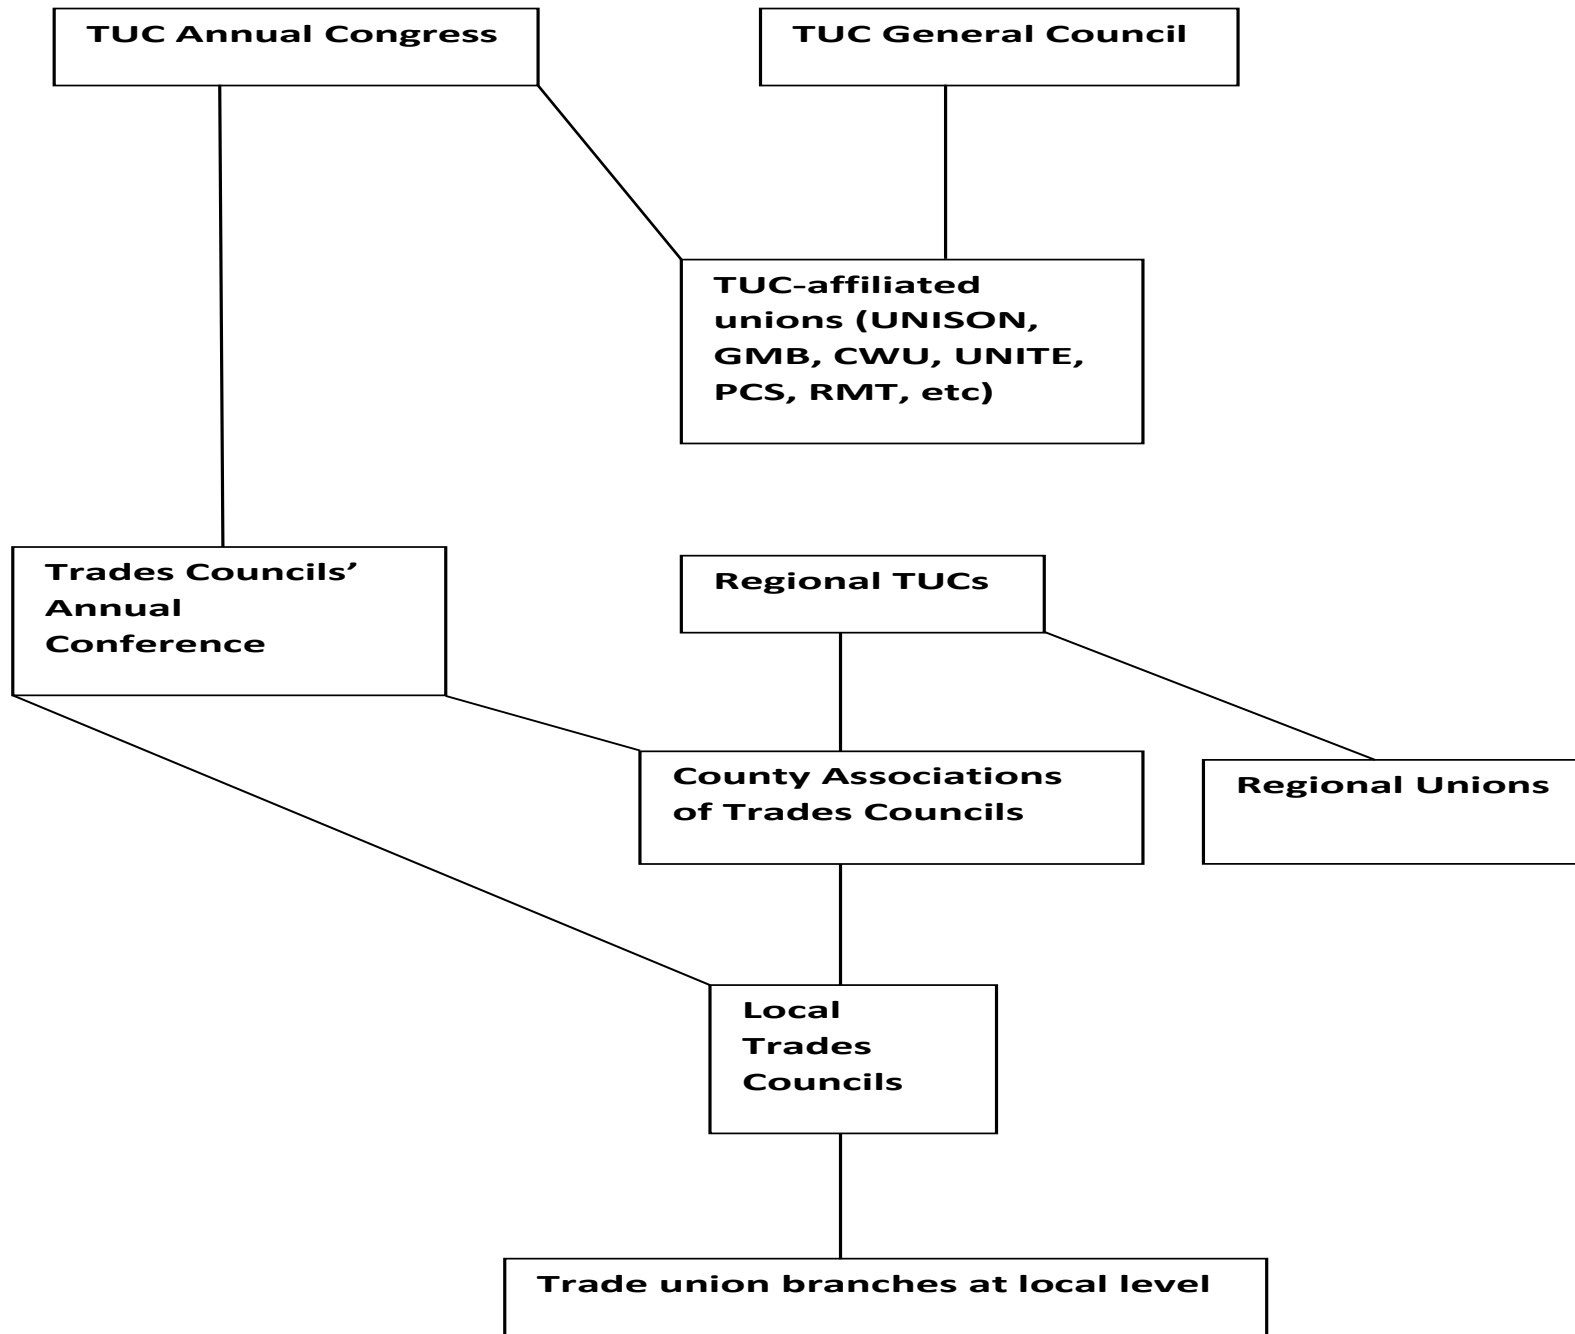 TUC Annual Congress
TUC General Council
TUC-affiliated
unions (UNISON,
GMB, CWU, UNITE,
PCS, RMT, etc)
Trades Councils’
Annual
Conference
Regional TUCs
County Associations
of Trades Councils
Regional Unions
Local
Trades
Councils
Trade union branches at local level